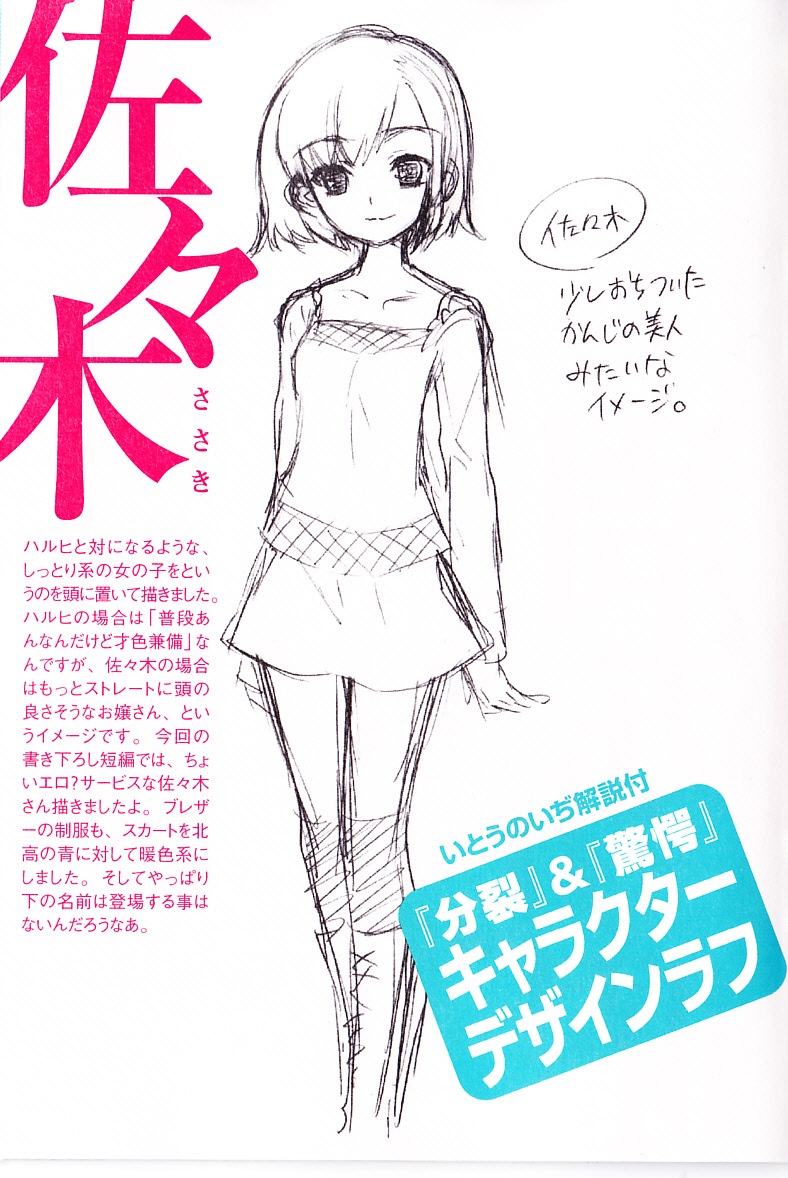 佐々木
さ
さ
き
佐々木
少しおちついた
かんじの美人
みたいな
イメージ。
ハルヒと対になるような、
しっとり系の女の子をとい
うのを頭に置いて描きました。
ハルヒの場合は「普段あ
んなんだけど才色兼備」な
んですが、佐々木の場合
はもっとストレートに頭の
良さそうなお嬢さん、とい
うイメージです。今回の
書き下ろし短編では、ちょ
いエロ?サービスな佐々木
さん描きましたよ。ブレザ
ーの制服も、スカートを北
高の青に対して暖色系に
しました。そしてやっぱり
下の名前は登場する事は
ないんだろうなあ。
いとうのいぢ解説付
『分裂』&『驚愕』
キャラクター
デザインラフ